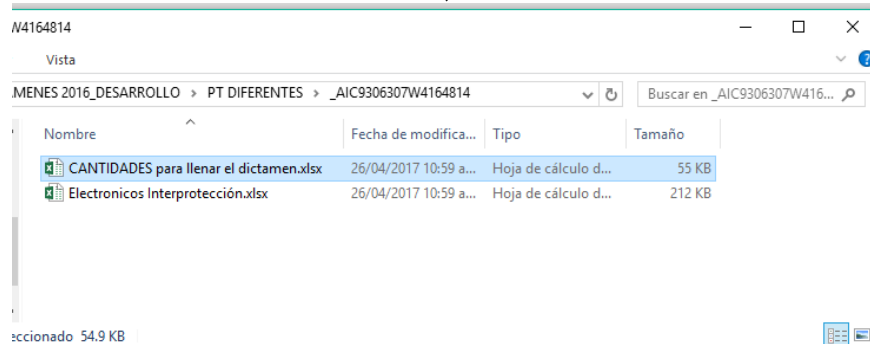 W4164814
Vista
MENES 2016_DESARROLLO > PT DIFERENTES > _AIC9306307W4164814
Buscar en _AIC9306307W416...
Nombre Fecha de modifica... Tipo Tamaño
CANTIDADES para llenar el dictamen.xlsx 26/04/2017 10:59 a... Hoja de cálculo d... 55 KB
Electronicos Interprotección.xlsx 26/04/2017 10:59 a... Hoja de cálculo d... 212 KB
eccionado 54.9 KB